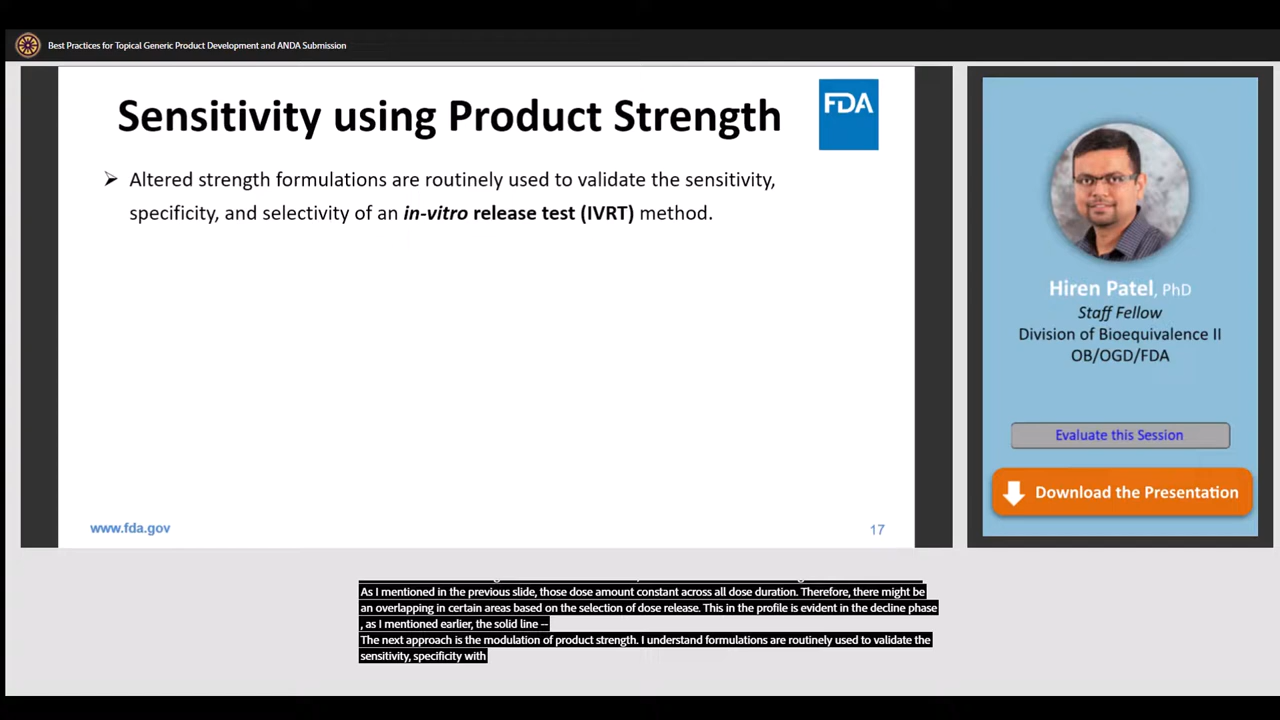 Best Practices for Topical Generic Product Development and ANDA Submission
Sensitivity using Product Strength
FDA
➢ Altered strength formulations are routinely used to validate the sensitivity,
specificity, and selectivity of an in-vitro release test (IVRT) method.
www.fda.gov
17
Hiren Patel, PhD
Staff Fellow
Division of Bioequivalence II
OB/OGD/FDA
Evaluate this Session
Download the Presentation
As I mentioned in the previous slide, those dose amount constant across all dose duration. Therefore, there might be
an overlapping in certain areas based on the selection of dose release. This in the profile is evident in the decline phase
, as I mentioned earlier, the solid line --
The next approach is the modulation of product strength. I understand formulations are routinely used to validate the
sensitivity, specificity with